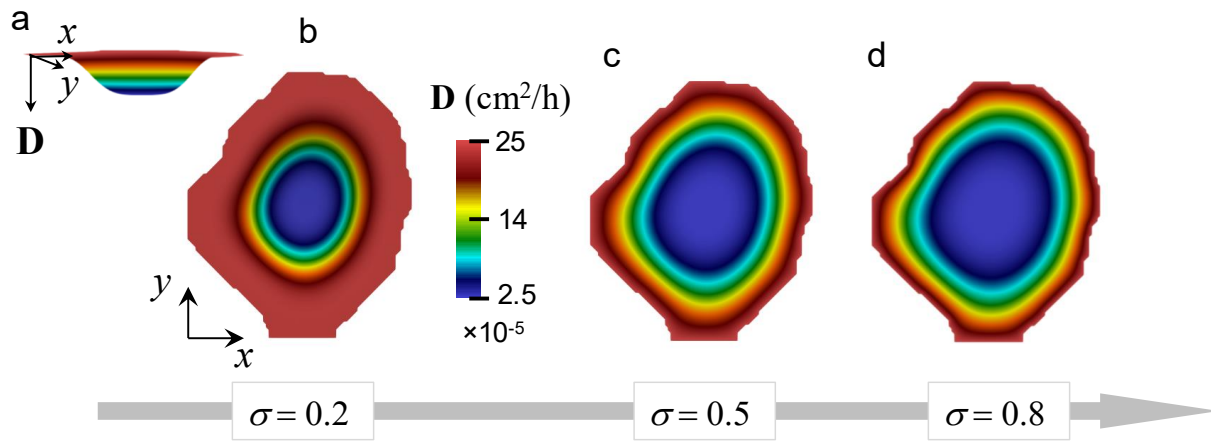 a
x
y
D
b
D (cm²/h)
25
14
2.5
×10⁻⁵
y
x
c
d
σ = 0.2
σ = 0.5
σ = 0.8